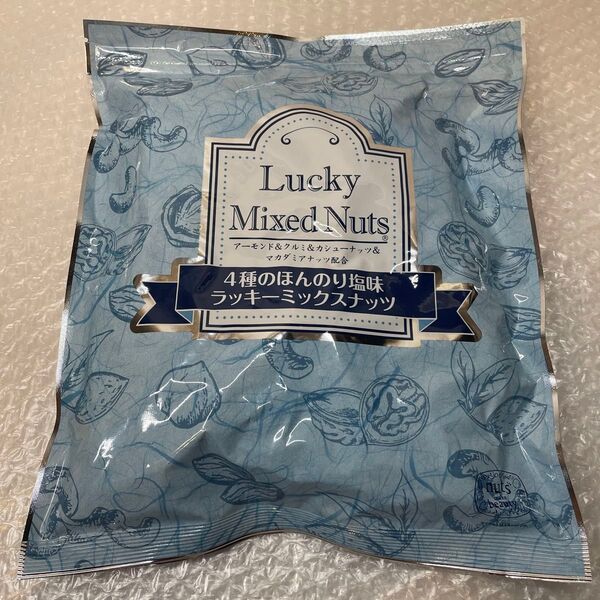 Lucky
Mixed Nuts®
アーモンド&クルミ&カシューナッツ&
マカダミアナッツ配合
4種のほんのり塩味
ラッキーミックスナッツ
nuts
beauty